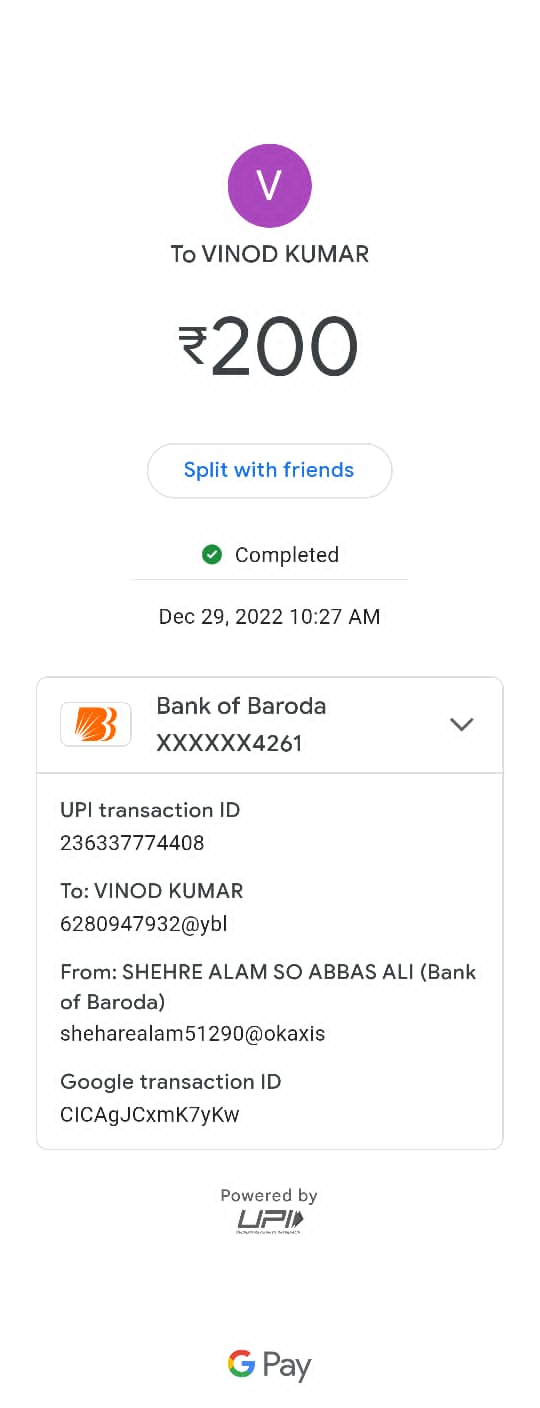 V
To VINOD KUMAR
₹200
Split with friends
Completed
Dec 29, 2022 10:27 AM
Bank of Baroda
XXXXXX4261
UPI transaction ID
236337774408
To: VINOD KUMAR
6280947932@ybl
From: SHEHRE ALAM SO ABBAS ALI (Bank
of Baroda)
sheharealam51290@okaxis
Google transaction ID
CICAgJCxmK7yKw
Powered by
UPI
G Pay